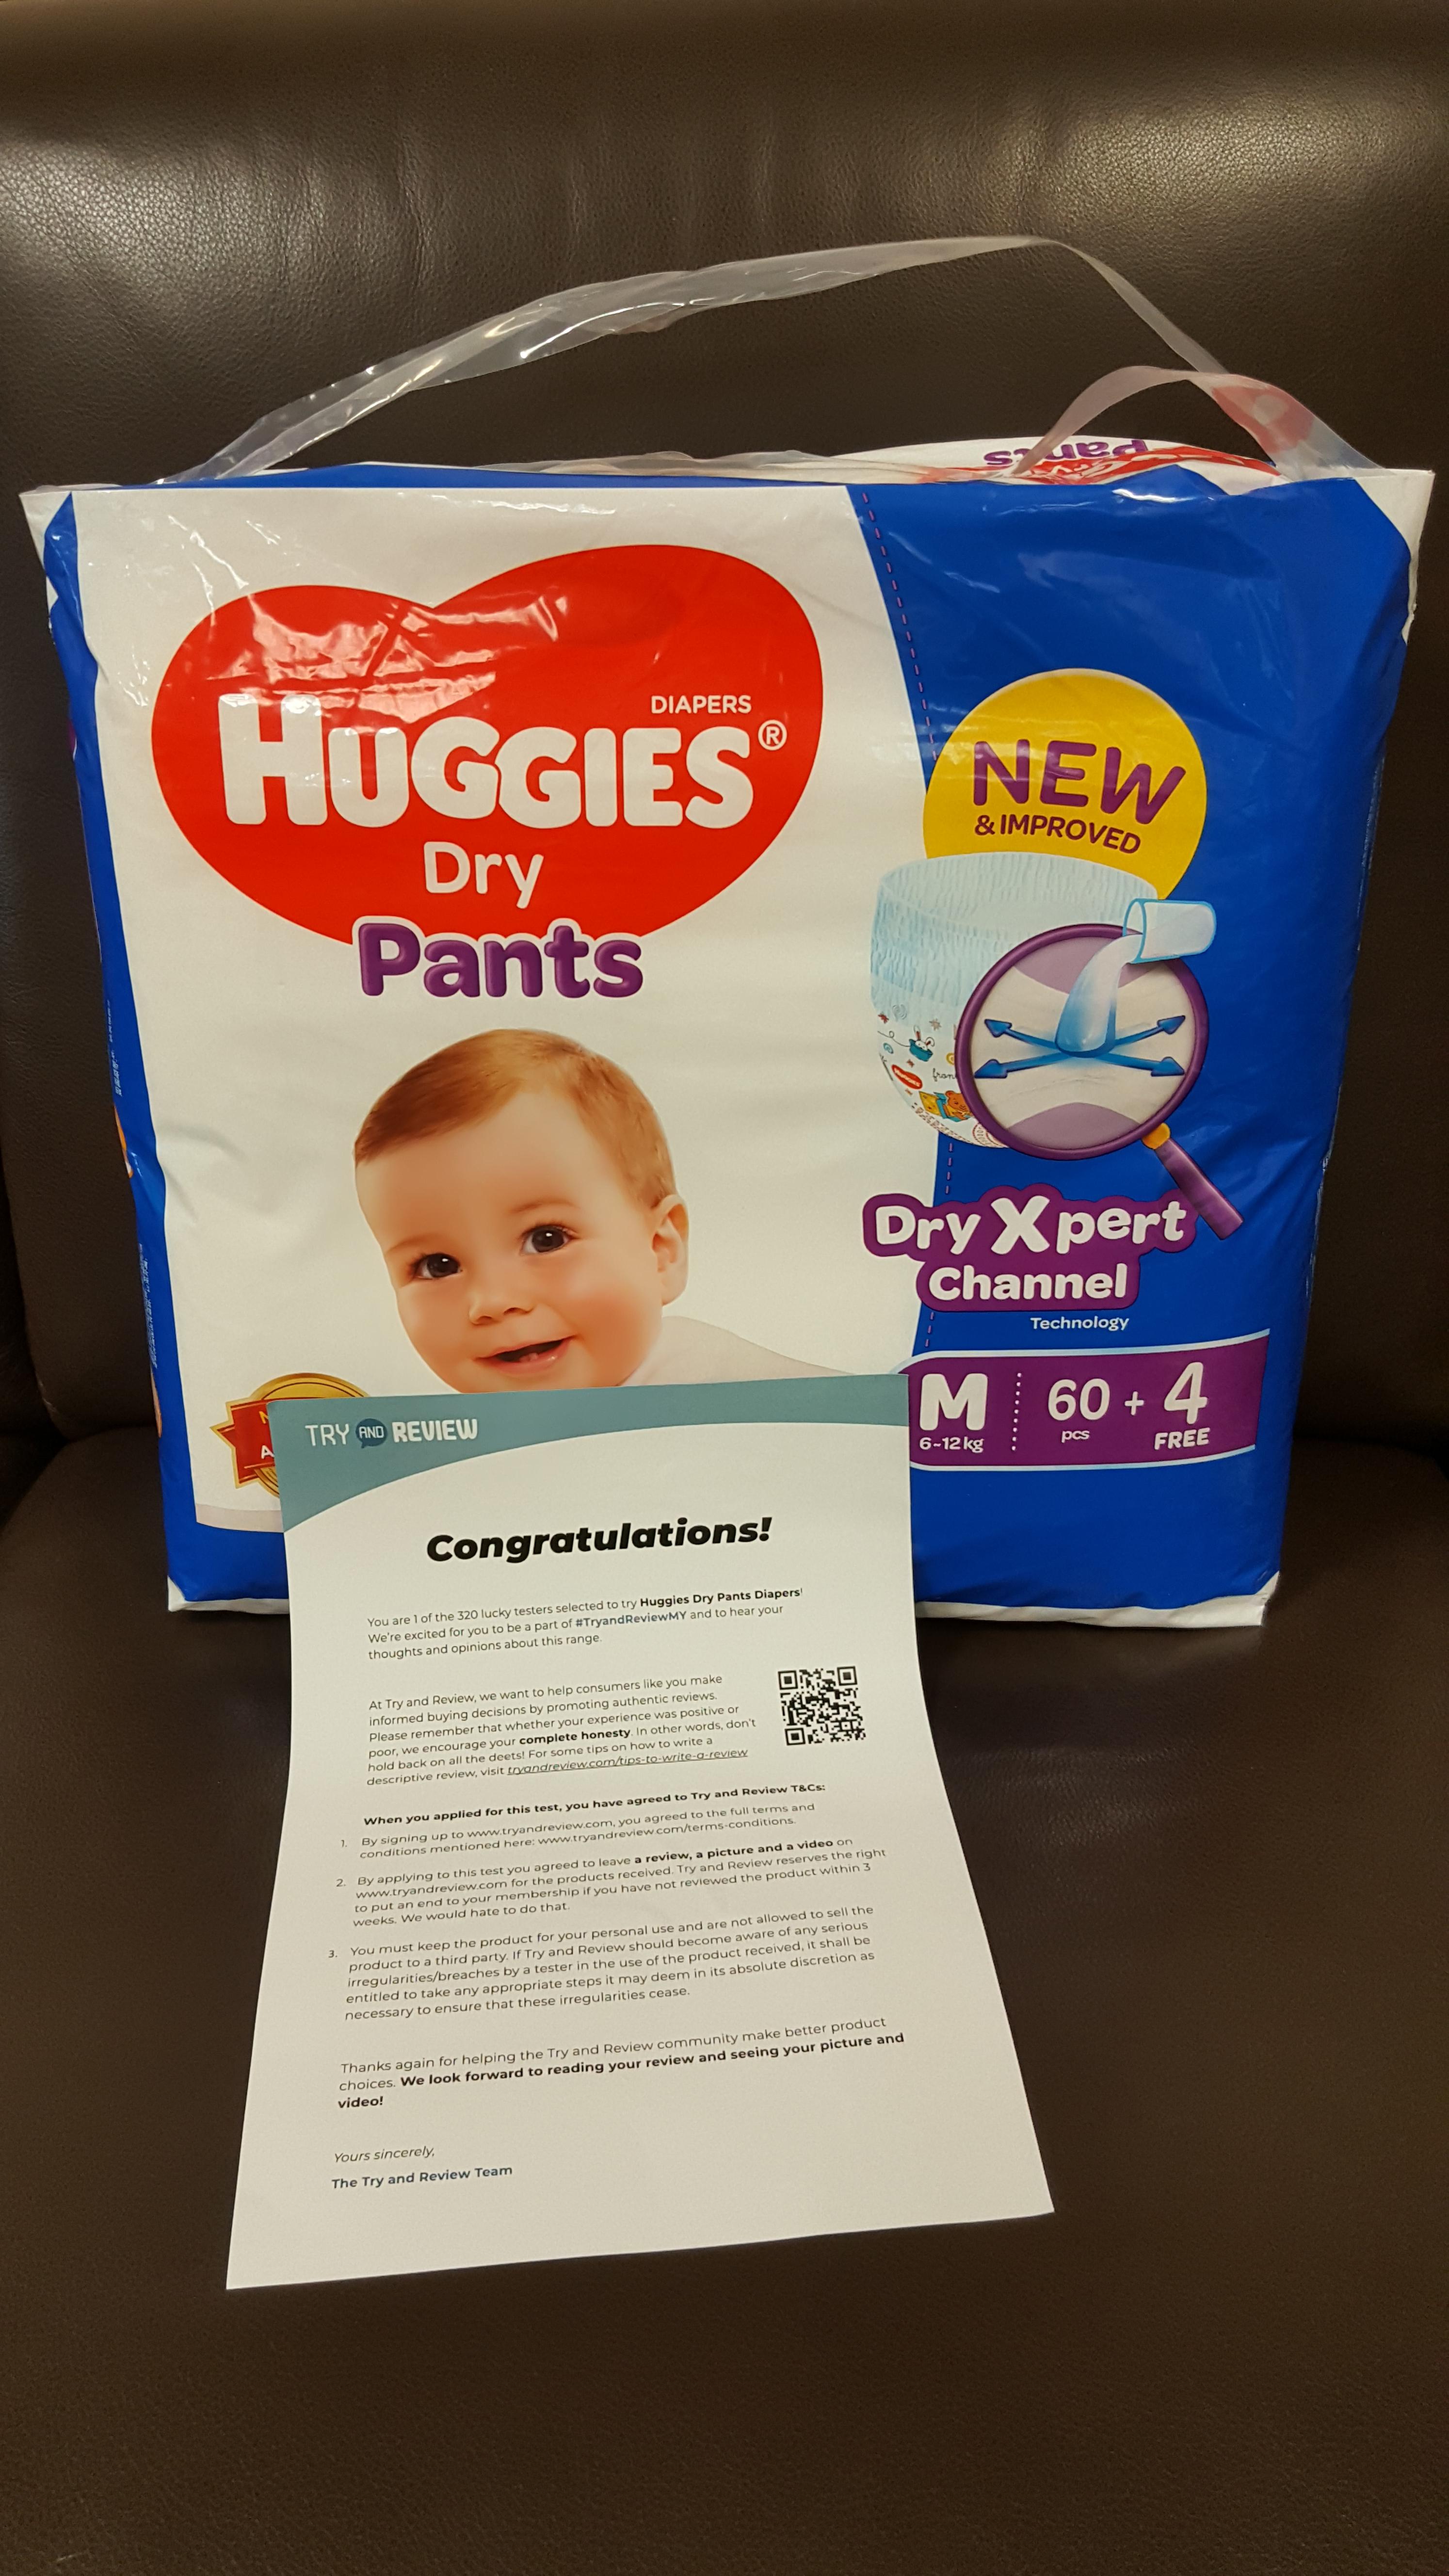 Pants
DIAPERS
HUGGIES®
Dry
Pants
NEW
& IMPROVED
Dry Xpert
Channel
Technology
M
6-12kg
60 + 4
pcs
FREE
TRY AND REVIEW
Congratulations!
You are 1 of the 320 lucky testers selected to try Huggies Dry Pants Diapers!
We're excited for you to be a part of #TryandReviewMY and to hear your
thoughts and opinions about this range.
At Try and Review, we want to help consumers like you make
informed buying decisions by promoting authentic reviews.
Please remember that whether your experience was positive or
poor, we encourage your complete honesty. In other words, don't
hold back on all the deets! For some tips on how to write a
descriptive review, visit tryandreview.com/tips-to-write-a-review
When you applied for this test, you have agreed to Try and Review T&Cs:
1. By signing up to www.tryandreview.com, you agreed to the full terms and
conditions mentioned here: www.tryandreview.com/terms-conditions.
2. By applying to this test you agreed to leave a review, a picture and a video on
www.tryandreview.com for the products received. Try and Review reserves the right
to put an end to your membership if you have not reviewed the product within 3
weeks. We would hate to do that.
3. You must keep the product for your personal use and are not allowed to sell the
product to a third party. If Try and Review should become aware of any serious
irregularities/breaches by a tester in the use of the product received, it shall be
entitled to take any appropriate steps it may deem in its absolute discretion as
necessary to ensure that these irregularities cease.
Thanks again for helping the Try and Review community make better product
choices. We look forward to reading your review and seeing your picture and
video!
Yours sincerely,
The Try and Review Team